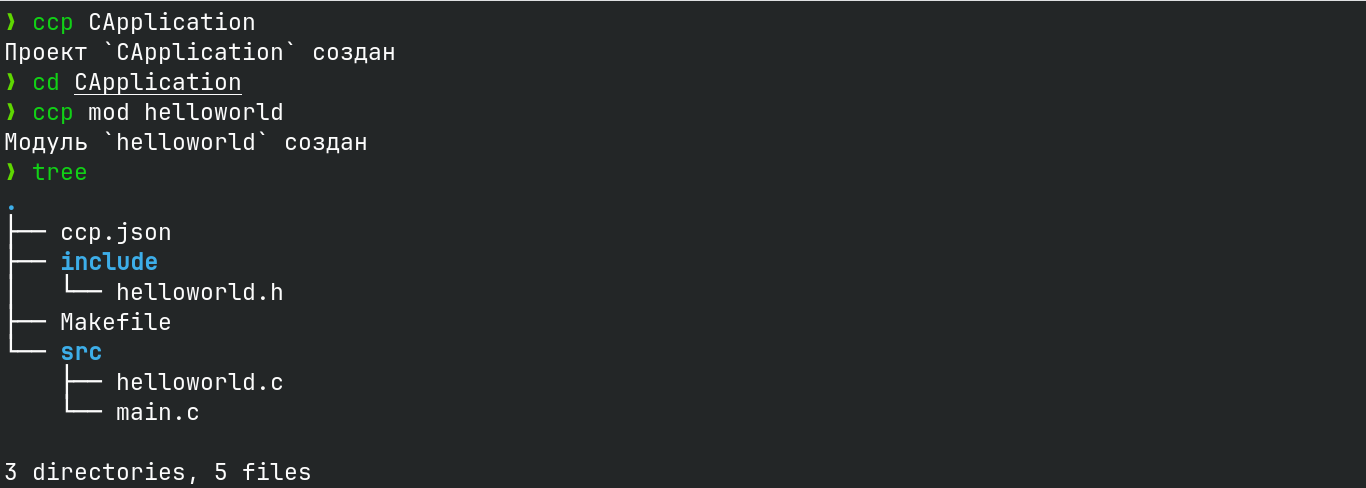 ❱ ccp CApplication
Проект `CApplication` создан
❱ cd CApplication
❱ ccp mod helloworld
Модуль `helloworld` создан
❱ tree
.
├── ccp.json
├── include
│   └── helloworld.h
├── Makefile
└── src
    ├── helloworld.c
    └── main.c

3 directories, 5 files